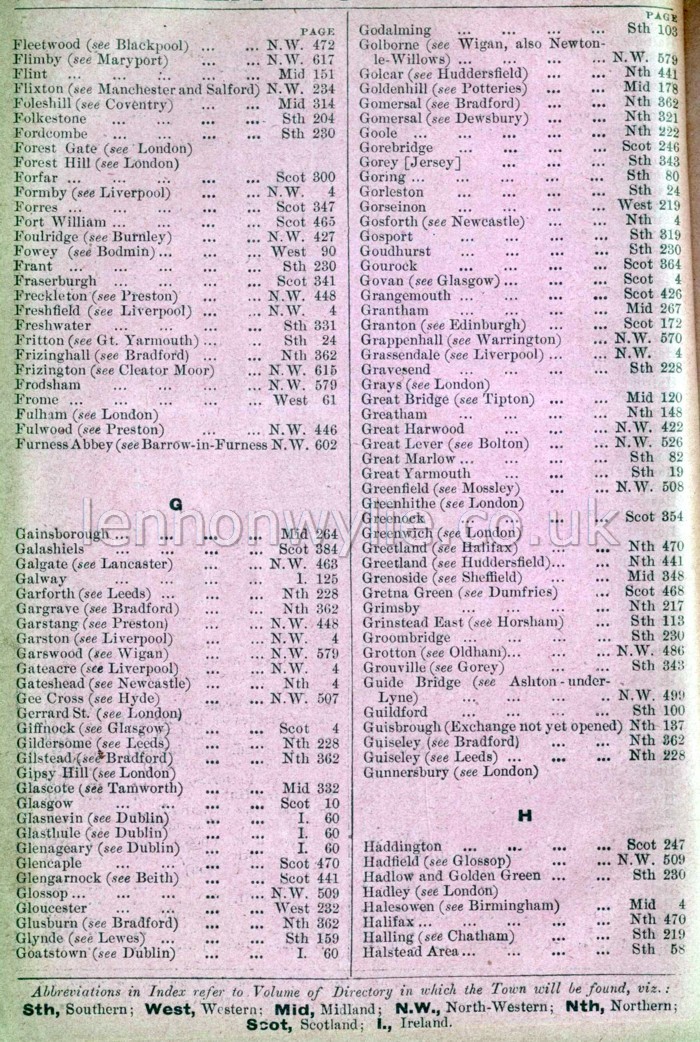 PAGE
Fleetwood (see Blackpool) ... ... N.W. 472
Flimby (see Maryport) ... ... N.W. 617
Flint ... ... ... ... Mid 151
Flixton (see Manchester and Salford) N.W. 234
Foleshill (see Coventry) ... ... Mid 314
Folkestone ... ... ... ... Sth 204
Fordcombe ... ... ... ... Sth 230
Forest Gate (see London)
Forest Hill (see London)
Forfar ... ... ... ... ... Scot 300
Formby (see Liverpool) ... ... N.W. 4
Forres ... ... ... ... ... Scot 347
Fort William ... ... ... ... Scot 465
Foulridge (see Burnley) ... ... N.W. 427
Fowey (see Bodmin) ... ... ... West 90
Frant ... ... ... ... ... Sth 230
Fraserburgh ... ... ... ... Scot 341
Freckleton (see Preston) ... ... N.W. 448
Freshfield (see Liverpool) ... ... N.W. 4
Freshwater ... ... ... ... Sth 331
Fritton (see Gt. Yarmouth) ... ... Sth 24
Frizinghall (see Bradford) ... ... Nth 362
Frizington (see Cleator Moor) ... N.W. 615
Frodsham ... ... ... ... N.W. 579
Frome ... ... ... ... ... West 61
Fulham (see London)
Fulwood (see Preston) ... ... N.W. 446
Furness Abbey (see Barrow-in-Furness N.W. 602
G
Gainsborough ... ... ... ... Mid 264
Galashiels ... ... ... ... Scot 384
Galgate (see Lancaster) ... ... N.W. 463
Galway ... ... ... ... I. 125
Garforth (see Leeds) ... ... ... Nth 228
Gargrave (see Bradford) ... ... Nth 362
Garstang (see Preston) ... ... N.W. 448
Garston (see Liverpool) ... ... N.W. 4
Garswood (see Wigan) ... ... N.W. 579
Gateacre (see Liverpool) ... ... N.W. 4
Gateshead (see Newcastle) ... ... Nth 4
Gee Cross (see Hyde) ... ... N.W. 507
Gerrard St. (see London)
Giffnock (see Glasgow) ... ... Scot 4
Gildersome (see Leeds) ... ... Nth 228
Gilstead (see Bradford) ... ... Nth 362
Gipsy Hill (see London)
Glascote (see Tamworth) ... ... Mid 332
Glasgow ... ... ... ... Scot 10
Glasnevin (see Dublin) ... ... I. 60
Glasthule (see Dublin) ... ... I. 60
Glenageary (see Dublin) ... ... I. 60
Glencaple ... ... ... ... Scot 470
Glengarnock (see Beith) ... ... Scot 441
Glossop ... ... ... ... ... N.W. 509
Gloucester ... ... ... ... West 232
Glusburn (see Bradford) ... ... Nth 362
Glynde (see Lewes) ... ... ... Sth 159
Goatstown (see Dublin) ... ... I. 60
PAGE
Godalming ... ... ... ... Sth 103
Golborne (see Wigan, also Newton-
le-Willows) ... ... ... ... N.W. 579
Golcar (see Huddersfield) ... ... Nth 441
Goldenhill (see Potteries) ... ... Mid 178
Gomersal (see Bradford) ... ... Nth 362
Gomersal (see Dewsbury) ... ... Nth 321
Goole ... ... ... ... ... Nth 222
Gorebridge ... ... ... ... Scot 246
Gorey [Jersey] ... ... ... Sth 343
Goring ... ... ... ... ... Sth 80
Gorleston ... ... ... ... Sth 24
Gorseinon ... ... ... ... West 219
Gosforth (see Newcastle) ... ... Nth 4
Gosport ... ... ... ... Sth 319
Goudhurst ... ... ... ... Sth 230
Gourock ... ... ... ... Scot 364
Govan (see Glasgow) ... ... ... Scot 4
Grangemouth ... ... ... ... Scot 426
Grantham ... ... ... ... Mid 267
Granton (see Edinburgh) ... ... Scot 172
Grappenhall (see Warrington) ... N.W. 570
Grassendale (see Liverpool) ... ... N.W. 4
Gravesend ... ... ... ... Sth 228
Grays (see London)
Great Bridge (see Tipton) ... ... Mid 120
Greatham ... ... ... ... Nth 148
Great Harwood ... ... ... N.W. 422
Great Lever (see Bolton) ... ... N.W. 526
Great Marlow ... ... ... ... Sth 82
Great Yarmouth ... ... ... Sth 19
Greenfield (see Mossley) ... ... N.W. 508
Greenhithe (see London)
Greenock ... ... ... ... Scot 354
Greenwich (see London)
Greetland (see Halifax) ... ... Nth 470
Greetland (see Huddersfield) ... ... Nth 441
Grenoside (see Sheffield) ... ... Mid 348
Gretna Green (see Dumfries) ... Scot 468
Grimsby ... ... ... ... Nth 217
Grinstead East (see Horsham) ... Sth 113
Groombridge ... ... ... ... Sth 230
Grotton (see Oldham) ... ... ... N.W. 486
Grouville (see Gorey) ... ... Sth 343
Guide Bridge (see Ashton-under-
Lyne) ... ... ... ... N.W. 499
Guildford ... ... ... ... Sth 100
Guisbrough (Exchange not yet opened) Nth 137
Guiseley (see Bradford) ... ... Nth 362
Guiseley (see Leeds) ... ... ... Nth 228
Gunnersbury (see London)
H
Haddington ... ... ... ... Scot 247
Hadfield (see Glossop) ... ... N.W. 509
Hadlow and Golden Green ... ... Sth 230
Hadley (see London)
Halesowen (see Birmingham) ... Mid 4
Halifax ... ... ... ... ... Nth 470
Halling (see Chatham) ... ... Sth 219
Halstead Area ... ... ... ... Sth 58
lennonwylie.co.uk
Abbreviations in Index refer to Volume of Directory in which the Town will be found, viz.:
Sth, Southern; West, Western; Mid, Midland; N.W., North-Western; Nth, Northern;
Scot, Scotland; I., Ireland.